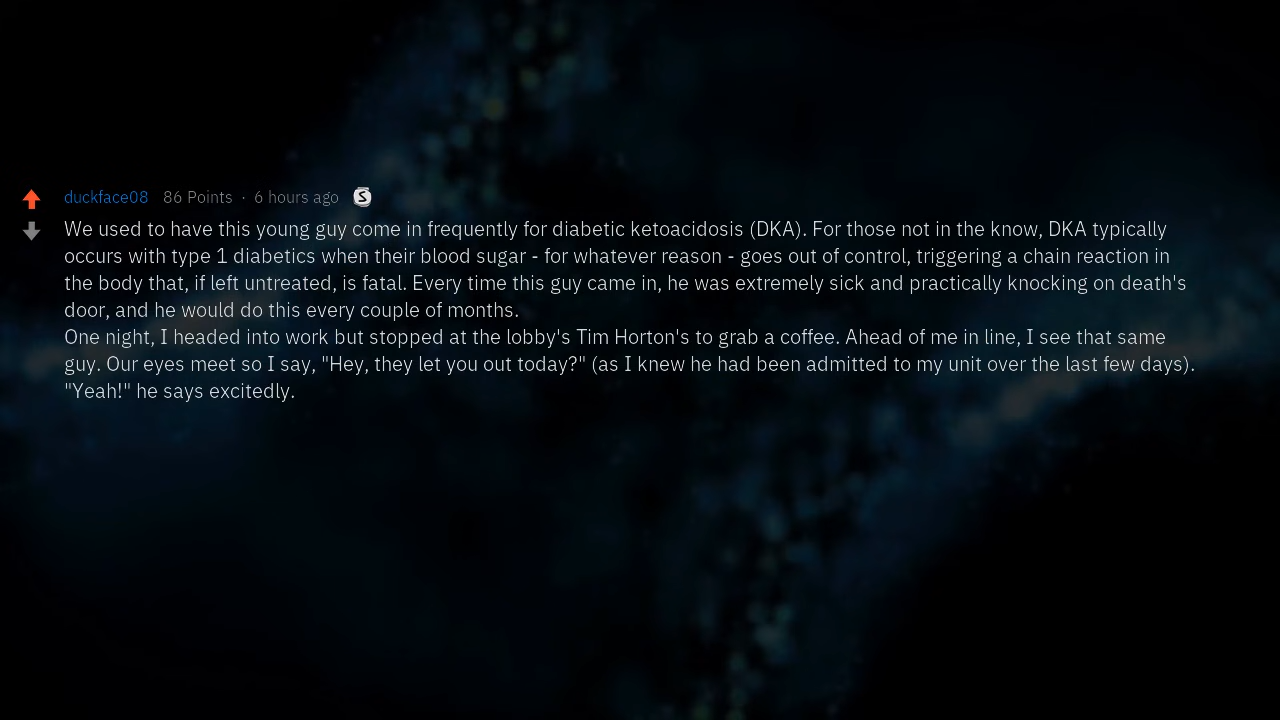 duckface08 86 Points · 6 hours ago S
We used to have this young guy come in frequently for diabetic ketoacidosis (DKA). For those not in the know, DKA typically
occurs with type 1 diabetics when their blood sugar - for whatever reason - goes out of control, triggering a chain reaction in
the body that, if left untreated, is fatal. Every time this guy came in, he was extremely sick and practically knocking on death's
door, and he would do this every couple of months.
One night, I headed into work but stopped at the lobby's Tim Horton's to grab a coffee. Ahead of me in line, I see that same
guy. Our eyes meet so I say, "Hey, they let you out today?" (as I knew he had been admitted to my unit over the last few days).
"Yeah!" he says excitedly.